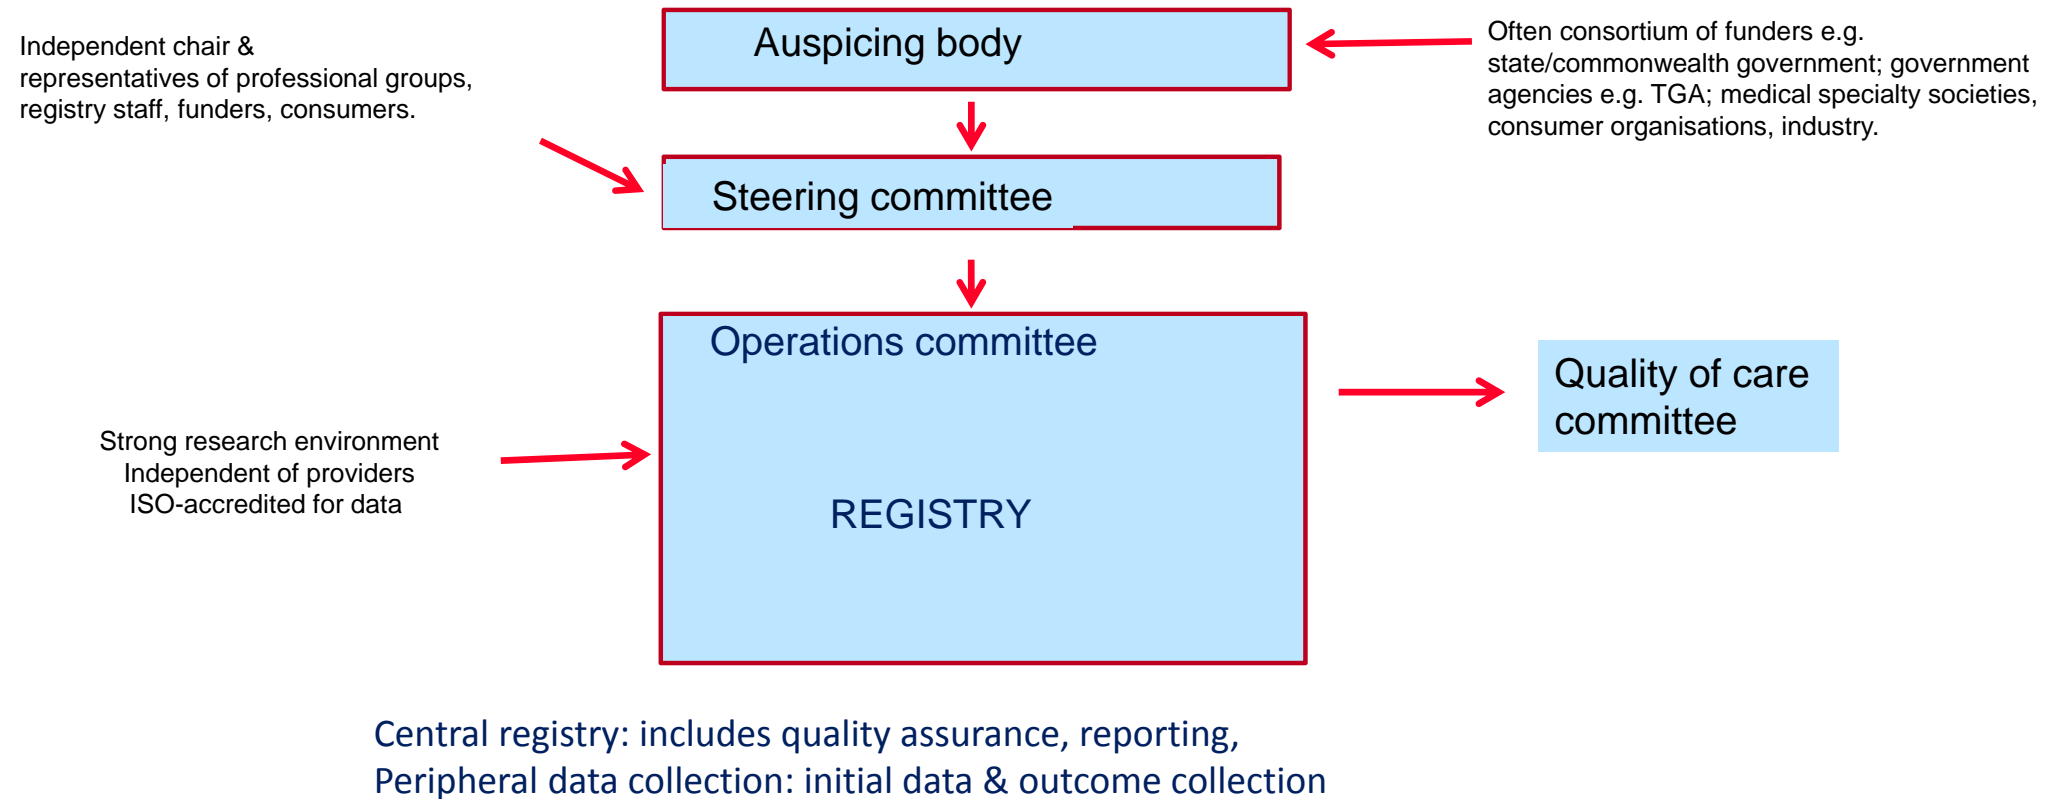 Auspicing body
Often consortium of funders e.g.
state/commonwealth government; government
agencies e.g. TGA; medical specialty societies,
consumer organisations, industry.
Independent chair &
representatives of professional groups,
registry staff, funders, consumers.
Steering committee
Operations committee
Quality of care
committee
Strong research environment
Independent of providers
ISO-accredited for data
REGISTRY
Central registry: includes quality assurance, reporting,
Peripheral data collection: initial data & outcome collection